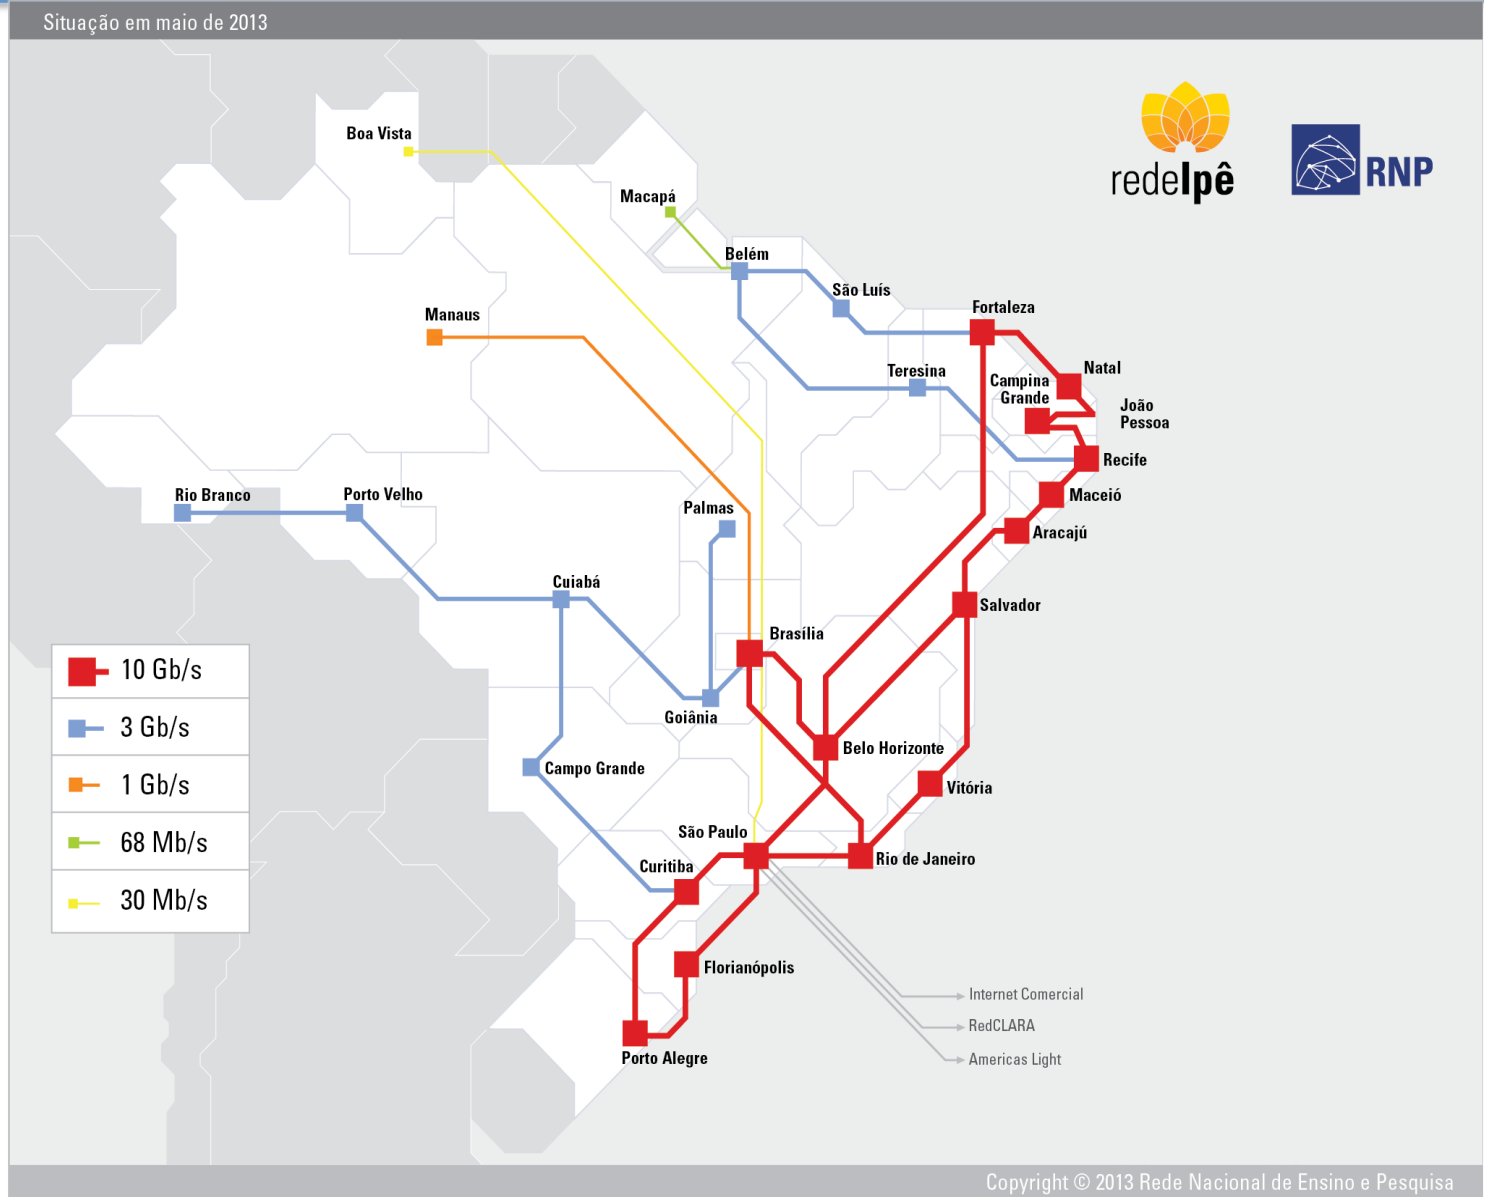 Situação em maio de 2013
redeIpê
RNP
Boa Vista
Macapá
Belém
São Luís
Fortaleza
Manaus
Teresina
Natal
Campina
Grande
João
Pessoa
Recife
Rio Branco
Porto Velho
Palmas
Maceió
Aracajú
Cuiabá
Salvador
Brasília
10 Gb/s
3 Gb/s
1 Gb/s
68 Mb/s
30 Mb/s
Goiânia
Belo Horizonte
Campo Grande
Vitória
São Paulo
Rio de Janeiro
Curitiba
Florianópolis
Porto Alegre
Internet Comercial
RedCLARA
Americas Light
Copyright © 2013 Rede Nacional de Ensino e Pesquisa